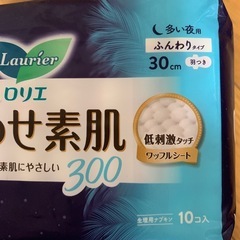 Laurier
多い夜用
ふんわりタイプ
30cm 羽つき
ロリエ
わせ素肌
素肌にやさしい
300
低刺激タッチ
ワッフルシート
生理用ナプキン
10コ入